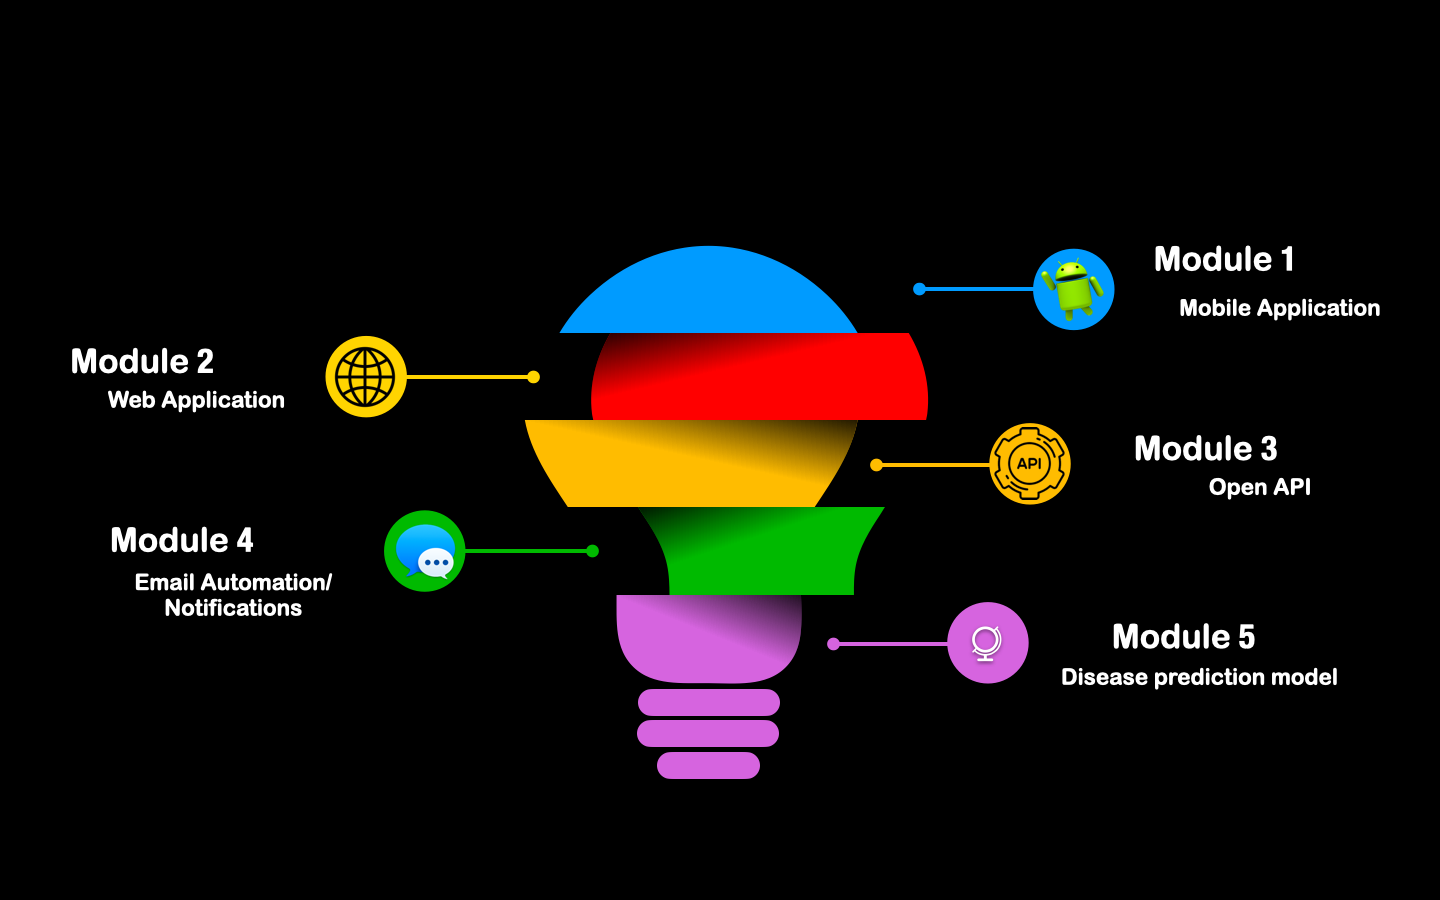 Module 1
Mobile Application
Module 2
Web Application
API
Module 3
Open API
Module 4
Email Automation/
Notifications
Module 5
Disease prediction model